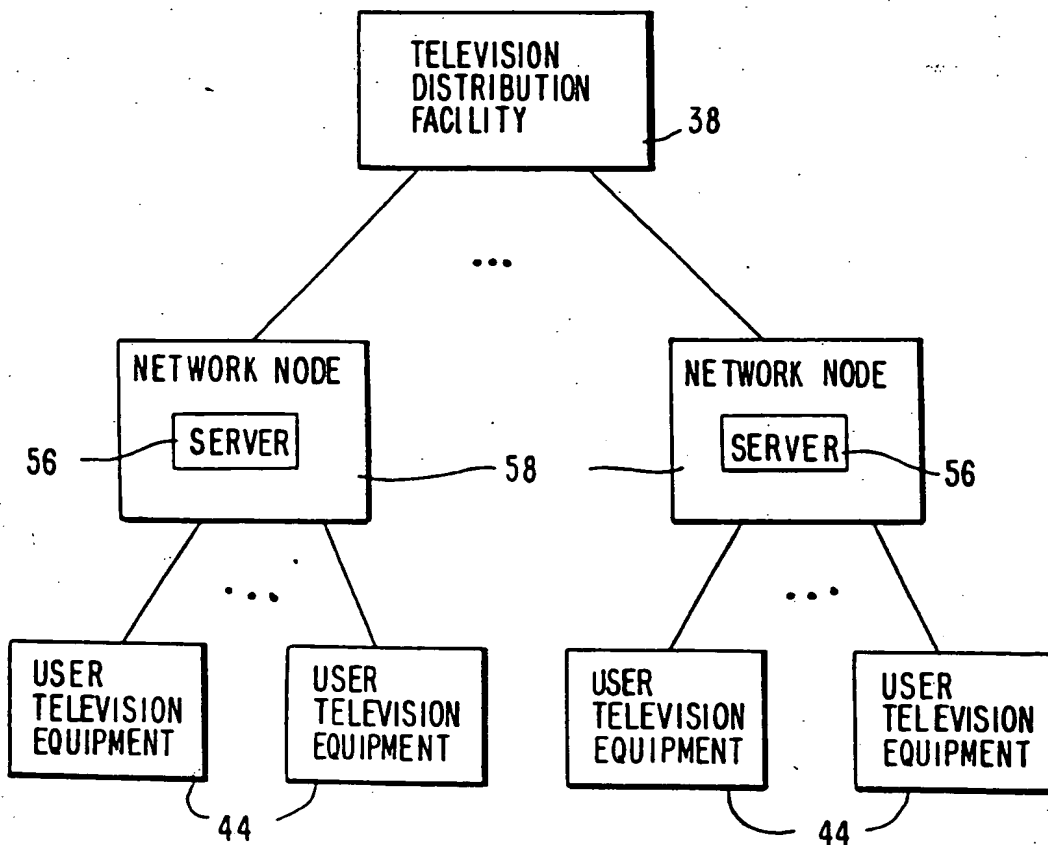 TELEVISION
DISTRIBUTION
FACILITY
38
NETWORK NODE
SERVER
56
58
NETWORK NODE
SERVER
56
USER
TELEVISION
EQUIPMENT
USER
TELEVISION
EQUIPMENT
44
USER
TELEVISION
EQUIPMENT
USER
TELEVISION
EQUIPMENT
44